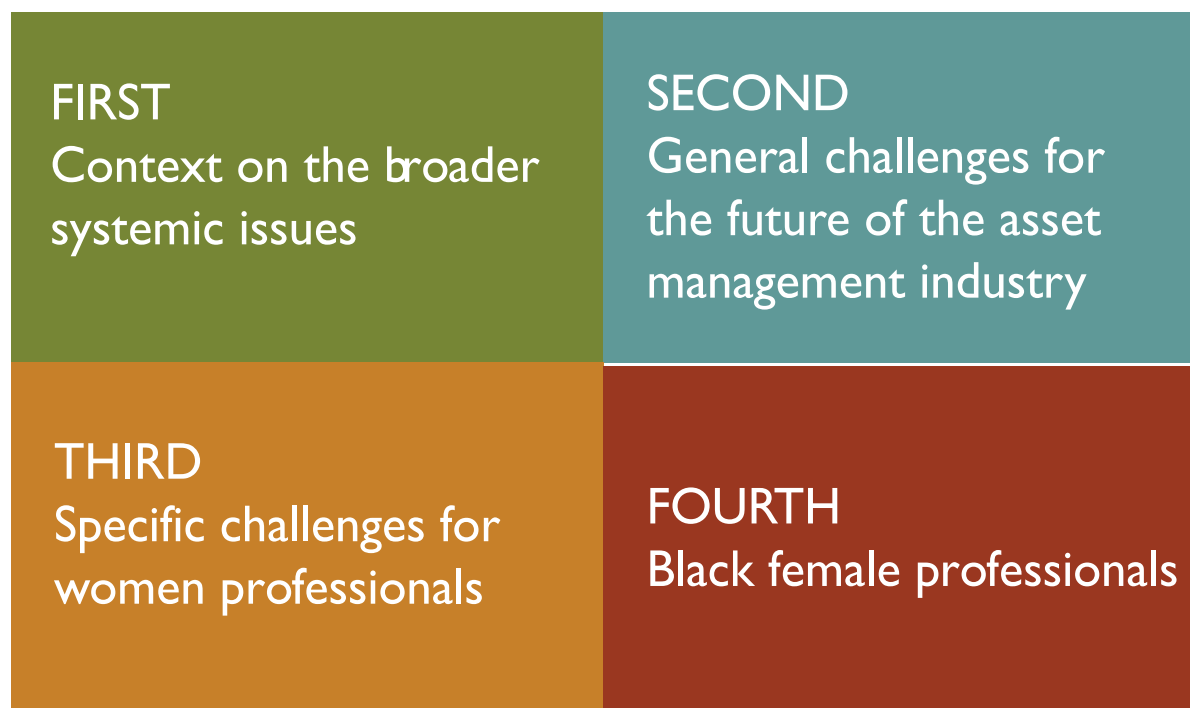 FIRST
Context on the broader
systemic issues
SECOND
General challenges for
the future of the asset
management industry
THIRD
Specific challenges for
women professionals
FOURTH
Black female professionals